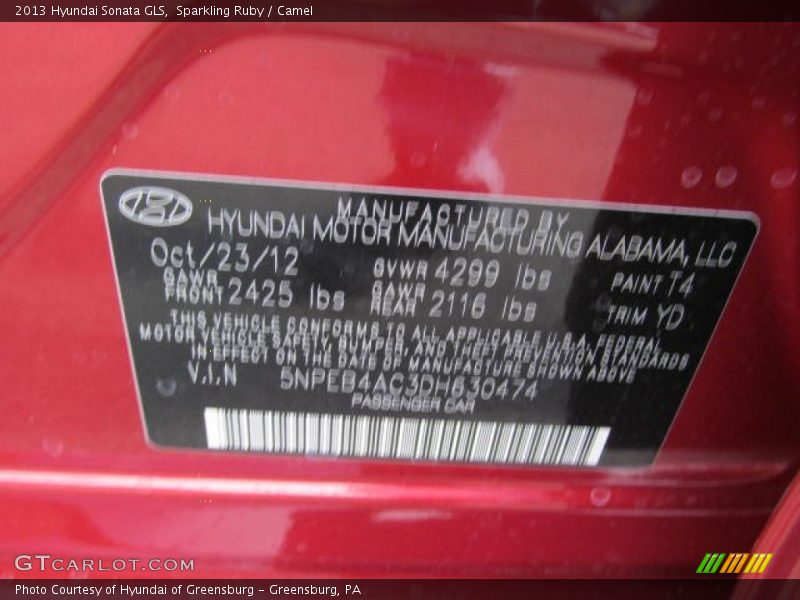 2013 Hyundai Sonata GLS, Sparkling Ruby / Camel
MANUFACTURED BY
HYUNDAI MOTOR MANUFACTURING ALABAMA, LLC
Oct/23/12 GVWR 4299 lbs PAINT T4
GAWR FRONT 2425 lbs GAWR REAR 2116 lbs TRIM YD
THIS VEHICLE CONFORMS TO ALL APPLICABLE U.S.A. FEDERAL
MOTOR VEHICLE SAFETY BUMPER AND THEFT PREVENTION STANDARDS
IN EFFECT ON THE DATE OF MANUFACTURE SHOWN ABOVE
V.I.N 5NPEB4AC3DH630474
PASSENGER CAR
GTCARLOT.COM
Photo Courtesy of Hyundai of Greensburg - Greensburg, PA